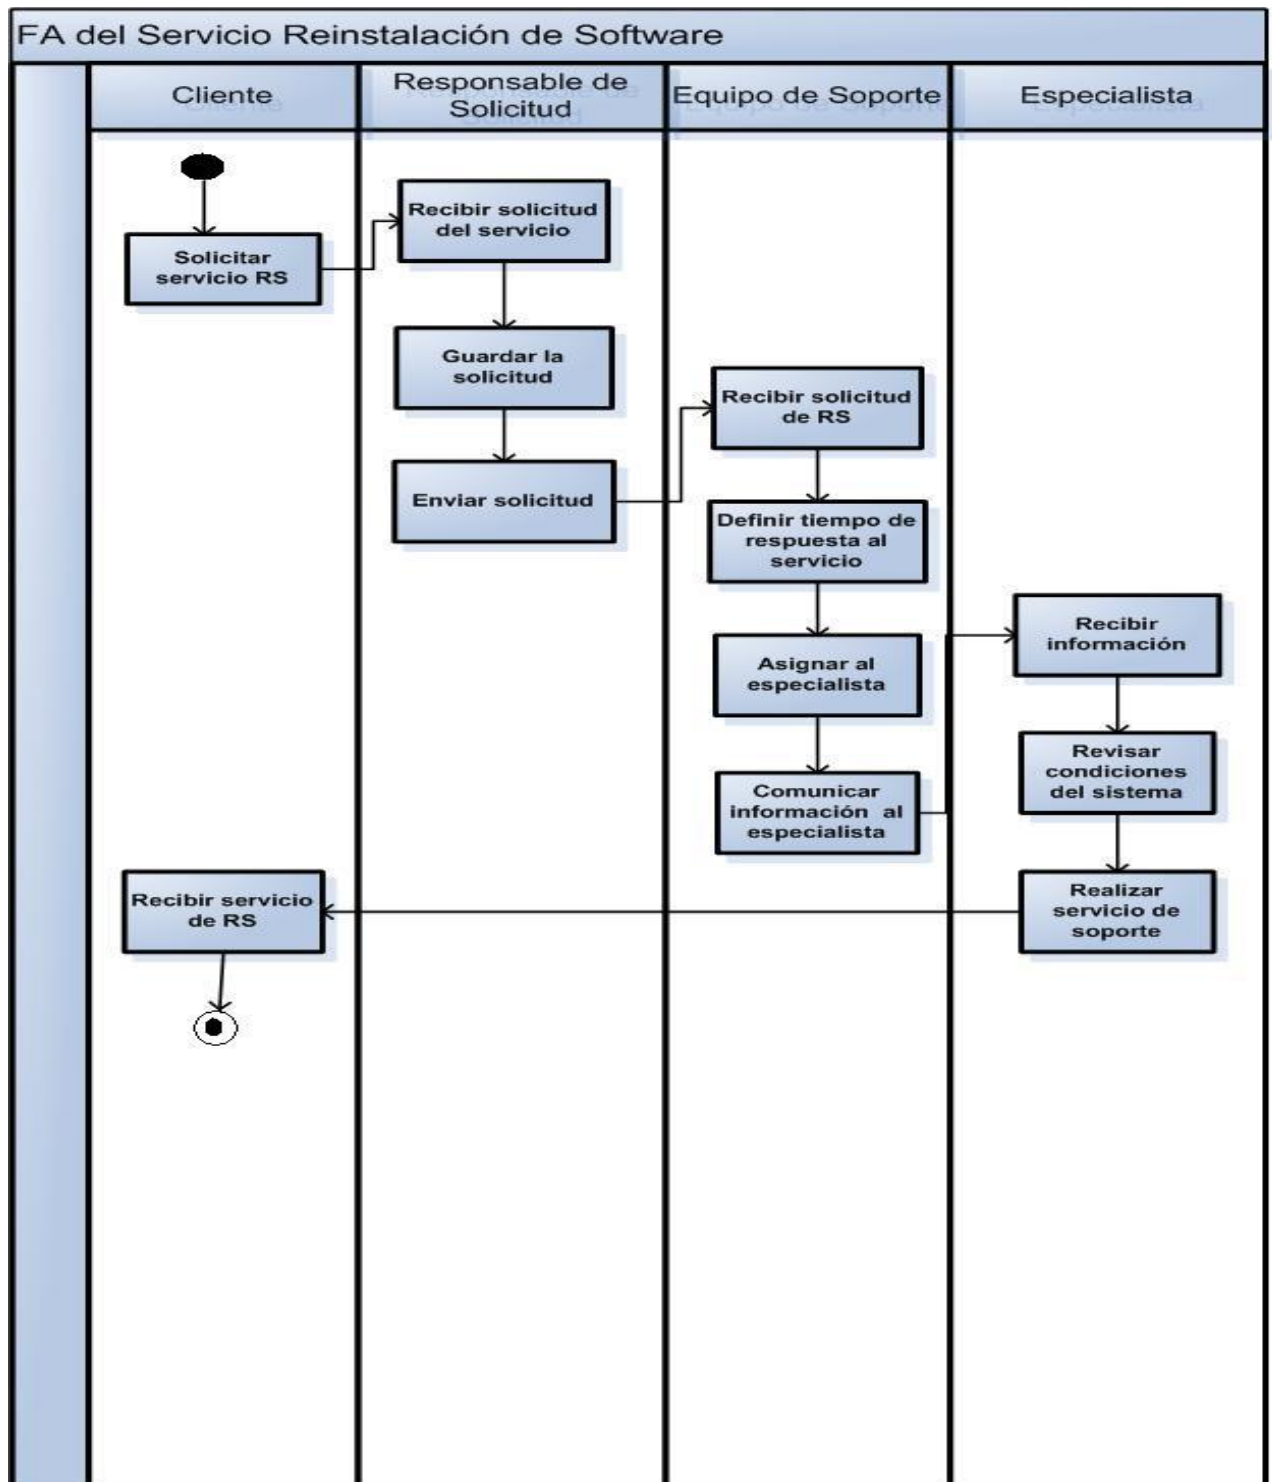 FA del Servicio Reinstalación de Software
Cliente
Responsable de
Solicitud
Equipo de Soporte
Especialista
Solicitar
servicio RS
Recibir solicitud
del servicio
Guardar la
solicitud
Enviar solicitud
Recibir solicitud
de RS
Definir tiempo de
respuesta al
servicio
Asignar al
especialista
Comunicar
información al
especialista
Recibir
información
Revisar
condiciones
del sistema
Realizar
servicio de
soporte
Recibir servicio
de RS